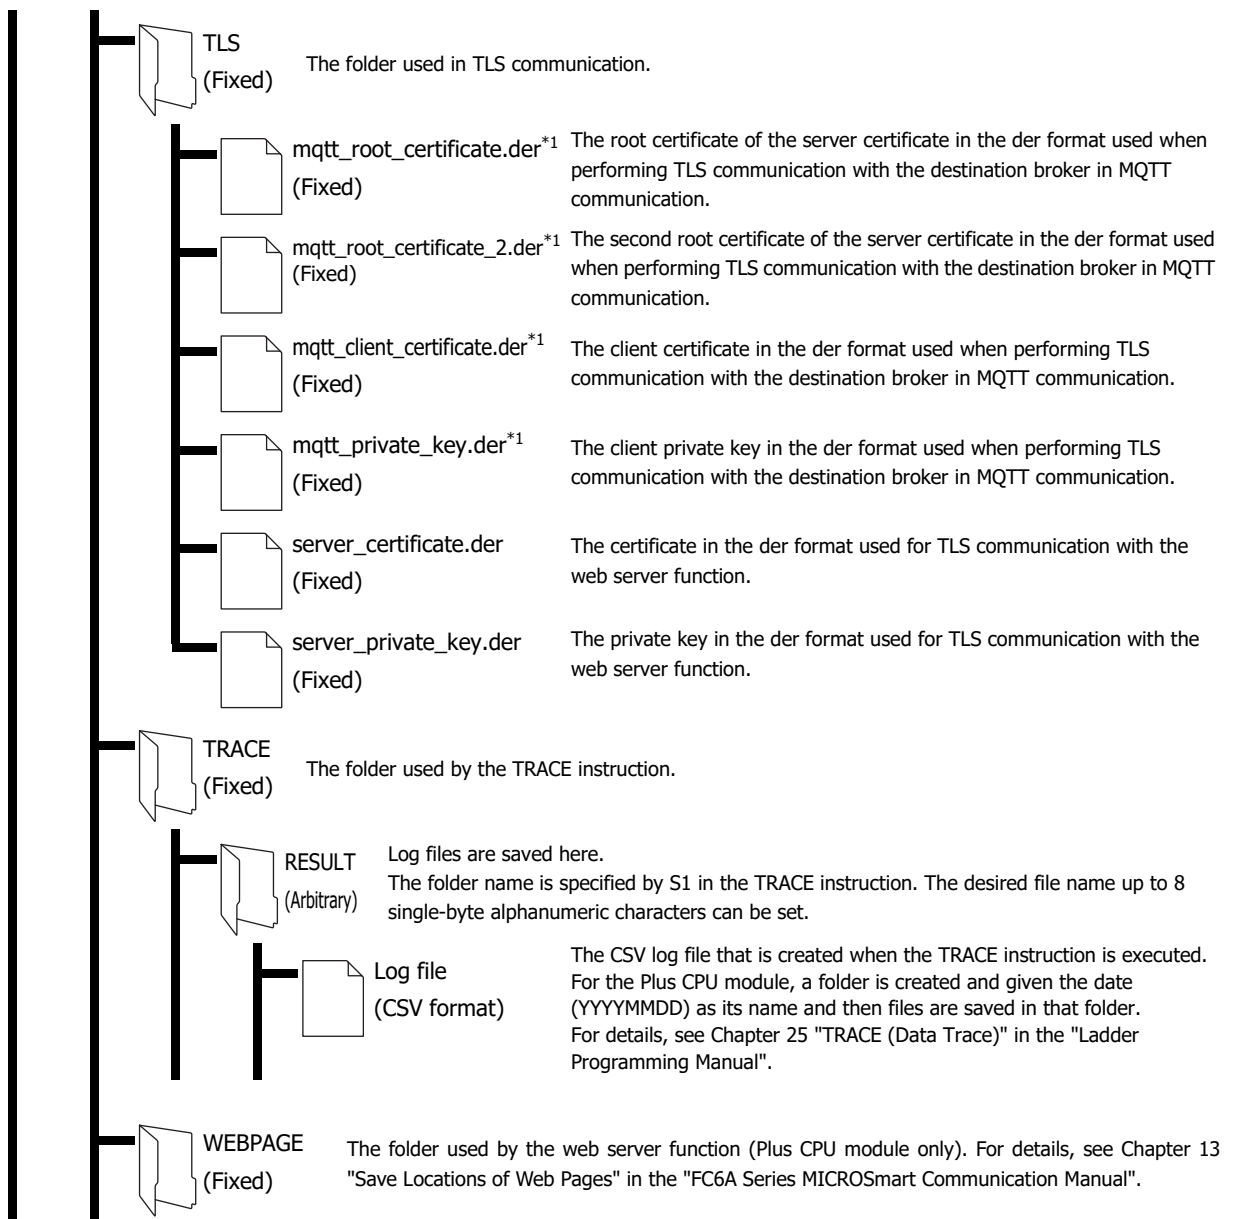 TLS
(Fixed)
The folder used in TLS communication.
mqtt_root_certificate.der*1
(Fixed)
The root certificate of the server certificate in the der format used when
performing TLS communication with the destination broker in MQTT
communication.
mqtt_root_certificate_2.der*1
(Fixed)
The second root certificate of the server certificate in the der format used
when performing TLS communication with the destination broker in MQTT
communication.
mqtt_client_certificate.der*1
(Fixed)
The client certificate in the der format used when performing TLS
communication with the destination broker in MQTT communication.
mqtt_private_key.der*1
(Fixed)
The client private key in the der format used when performing TLS
communication with the destination broker in MQTT communication.
server_certificate.der
(Fixed)
The certificate in the der format used for TLS communication with the
web server function.
server_private_key.der
(Fixed)
The private key in the der format used for TLS communication with the
web server function.
TRACE
(Fixed)
The folder used by the TRACE instruction.
RESULT
(Arbitrary)
Log files are saved here.
The folder name is specified by S1 in the TRACE instruction. The desired file name up to 8
single-byte alphanumeric characters can be set.
Log file
(CSV format)
The CSV log file that is created when the TRACE instruction is executed.
For the Plus CPU module, a folder is created and given the date
(YYYYMMDD) as its name and then files are saved in that folder.
For details, see Chapter 25 "TRACE (Data Trace)" in the "Ladder
Programming Manual".
WEBPAGE
(Fixed)
The folder used by the web server function (Plus CPU module only). For details, see Chapter 13
"Save Locations of Web Pages" in the "FC6A Series MICROSmart Communication Manual".